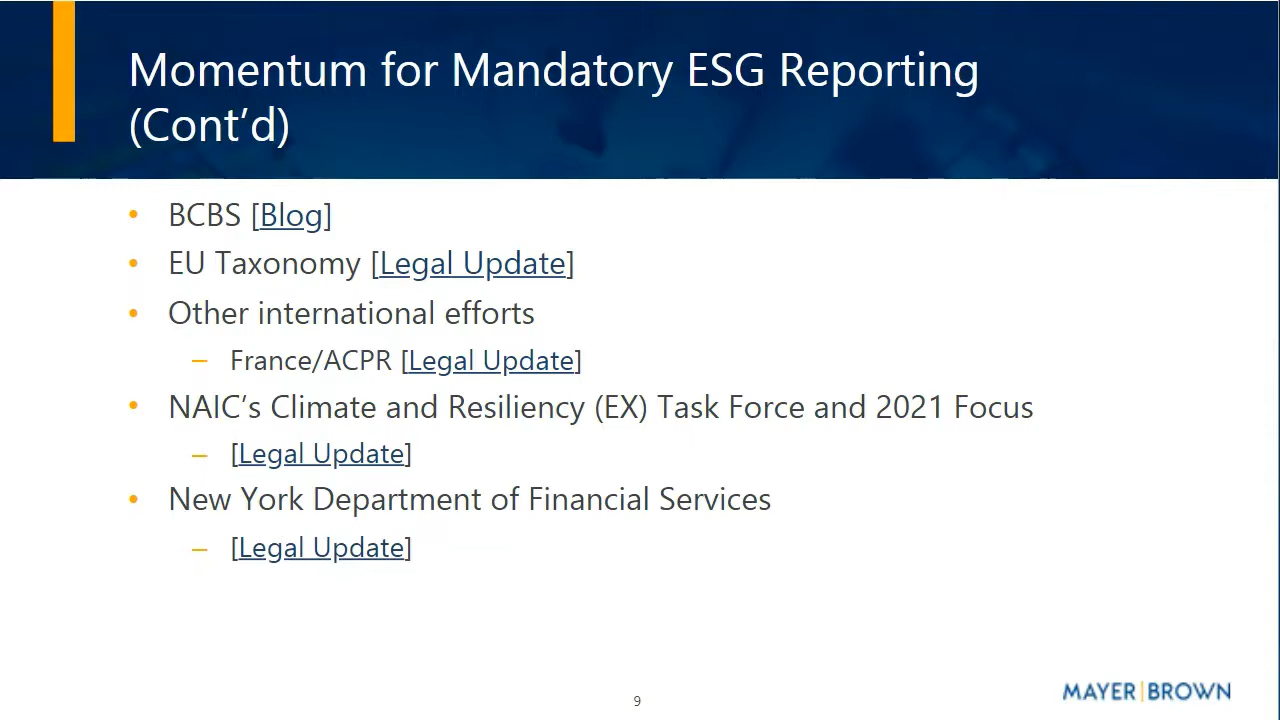 Momentum for Mandatory ESG Reporting
(Cont’d)
• BCBS [Blog]
• EU Taxonomy [Legal Update]
• Other international efforts
– France/ACPR [Legal Update]
• NAIC’s Climate and Resiliency (EX) Task Force and 2021 Focus
– [Legal Update]
• New York Department of Financial Services
– [Legal Update]
9
MAYER|BROWN